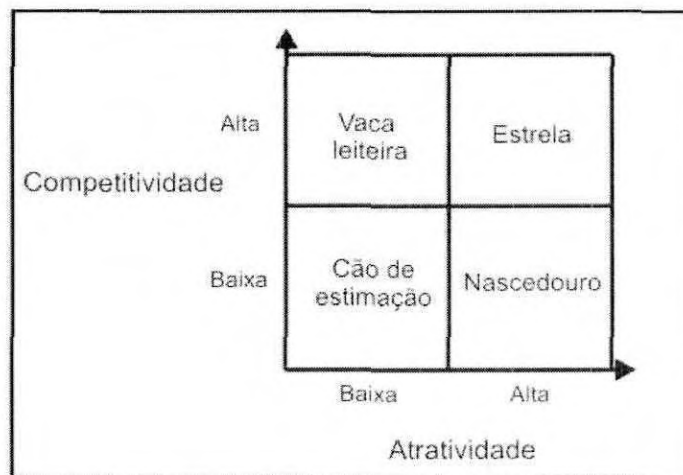 Alta
Vaca
leiteira
Estrela
Competitividade
Baixa
Cão de
estimação
Nascedouro
Baixa
Alta
Atratividade